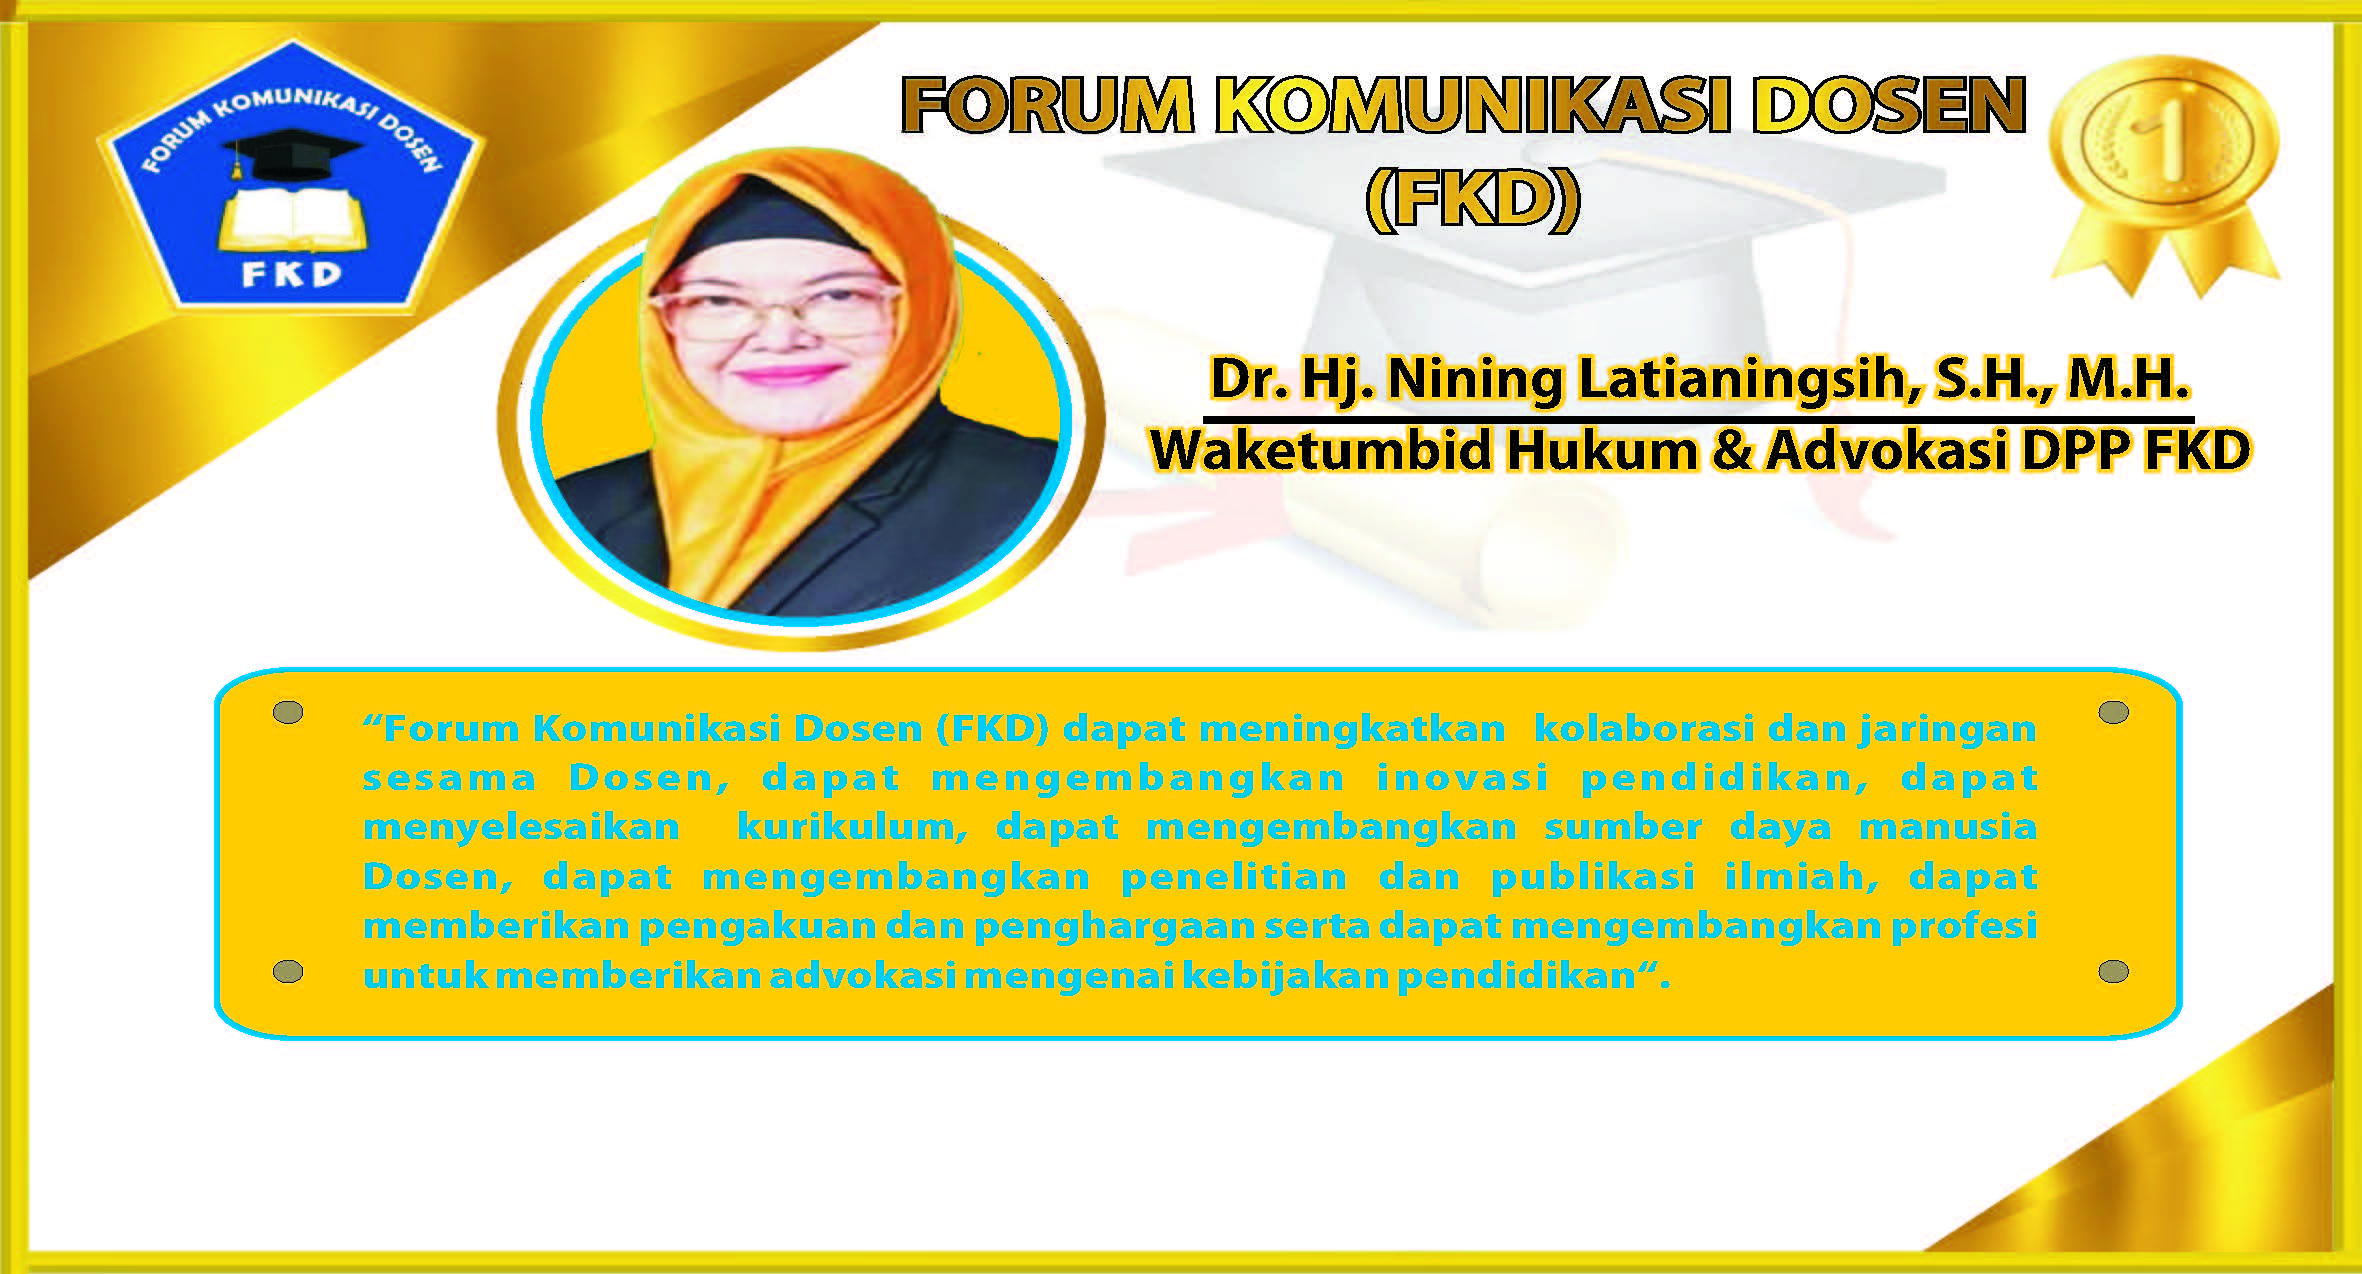 FORUM KOMUNIKASI DOSEN
FKD
FORUM KOMUNIKASI DOSEN
(FKD)
1
Dr. Hj. Nining Latianingsih, S.H., M.H.
Waketumbid Hukum & Advokasi DPP FKD
“Forum Komunikasi Dosen (FKD) dapat meningkatkan kolaborasi dan jaringan
sesama Dosen, dapat mengembangkan inovasi pendidikan, dapat
menyelesaikan kurikulum, dapat mengembangkan sumber daya manusia
Dosen, dapat mengembangkan penelitian dan publikasi ilmiah, dapat
memberikan pengakuan dan penghargaan serta dapat mengembangkan profesi
untuk memberikan advokasi mengenai kebijakan pendidikan“.